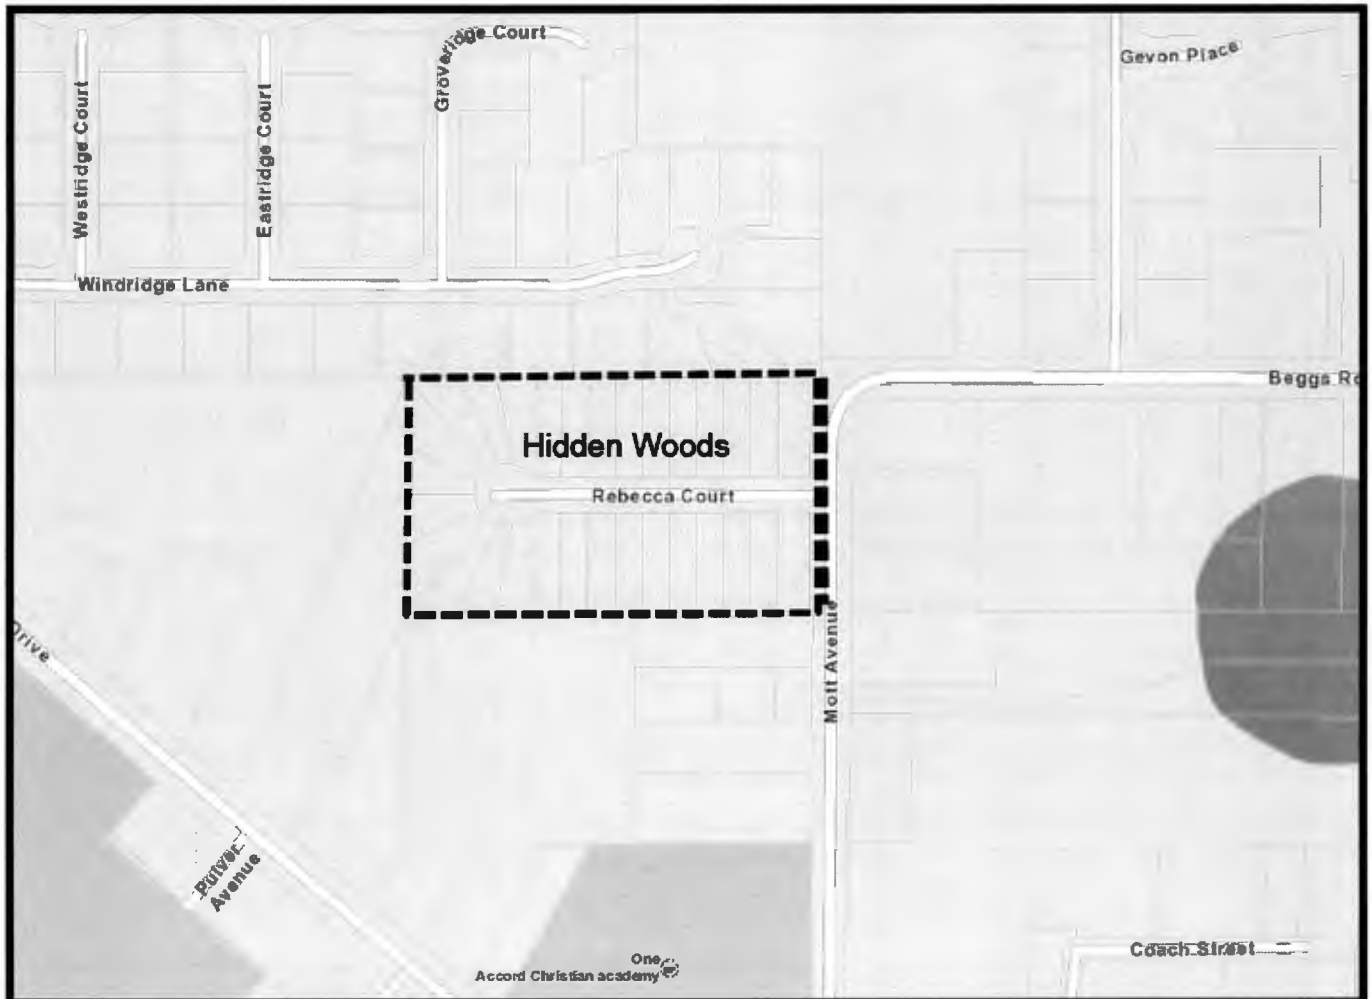 Groveridge Court
Gevon Place
Westridge Court
Eastridge Court
Windridge Lane
Beggs Ro
Hidden Woods
Rebecca Court
Drive
Mott Avenue
Pulver
Avenue
Coach Street
One
Accord Christian academy